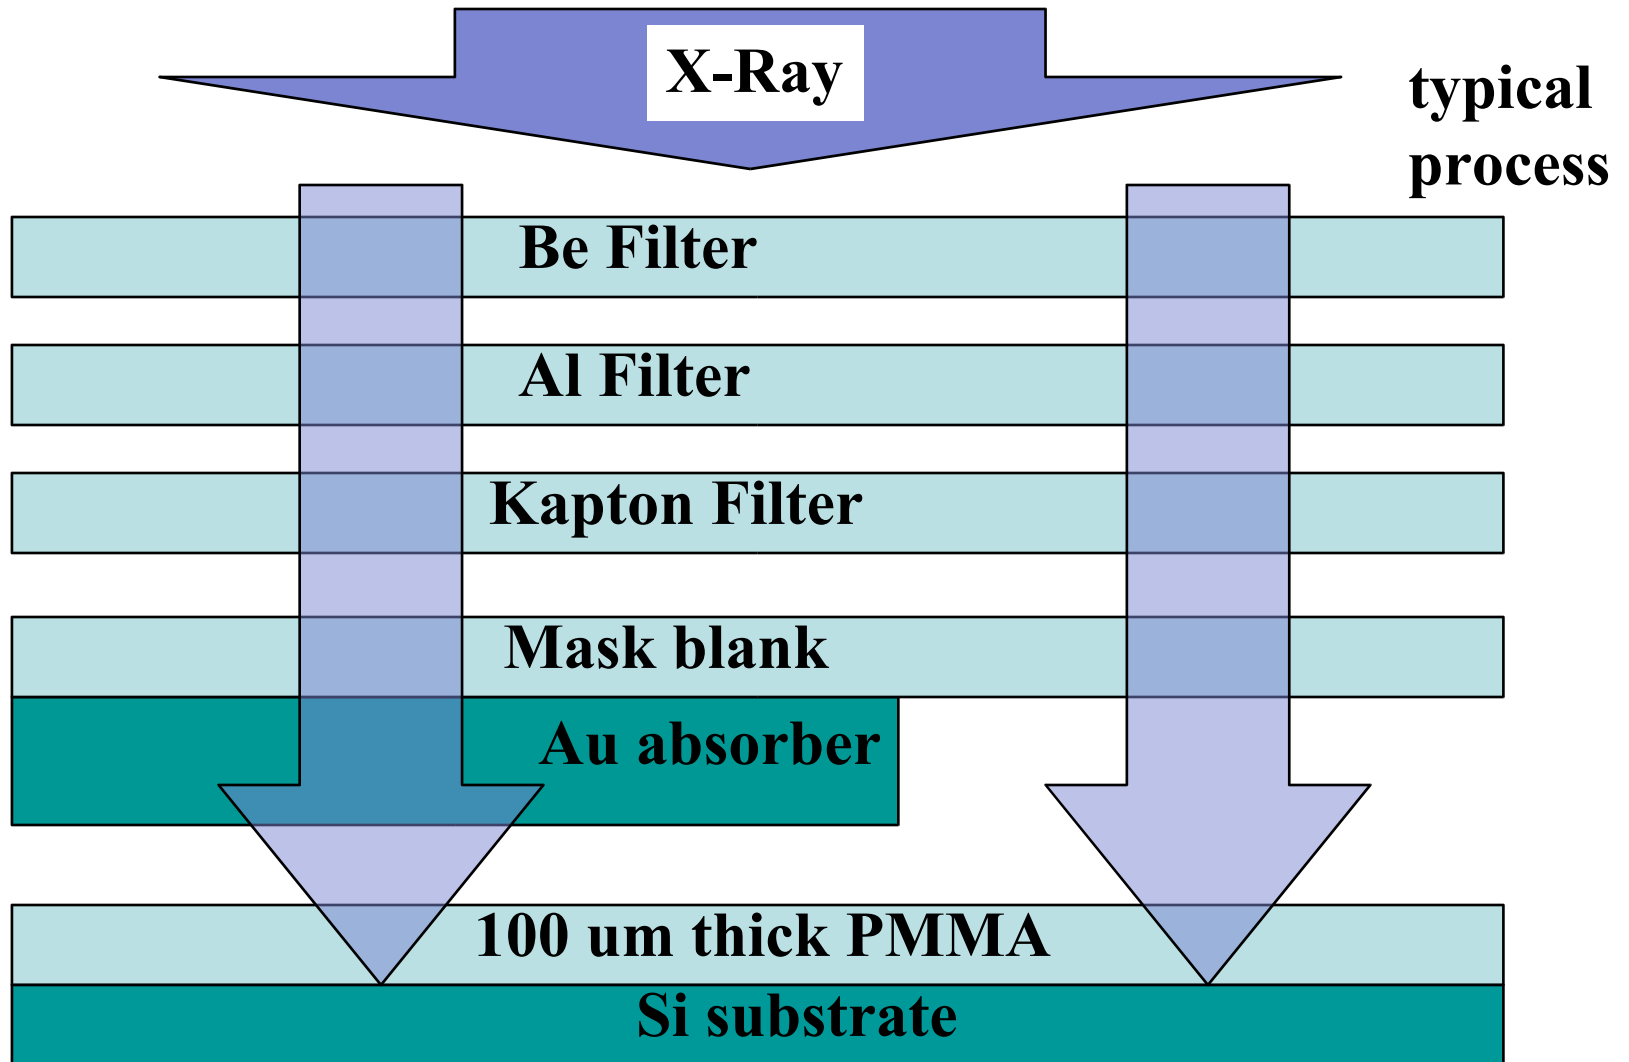 X-Ray
typical
process
Be Filter
Al Filter
Kapton Filter
Mask blank
Au absorber
100 um thick PMMA
Si substrate